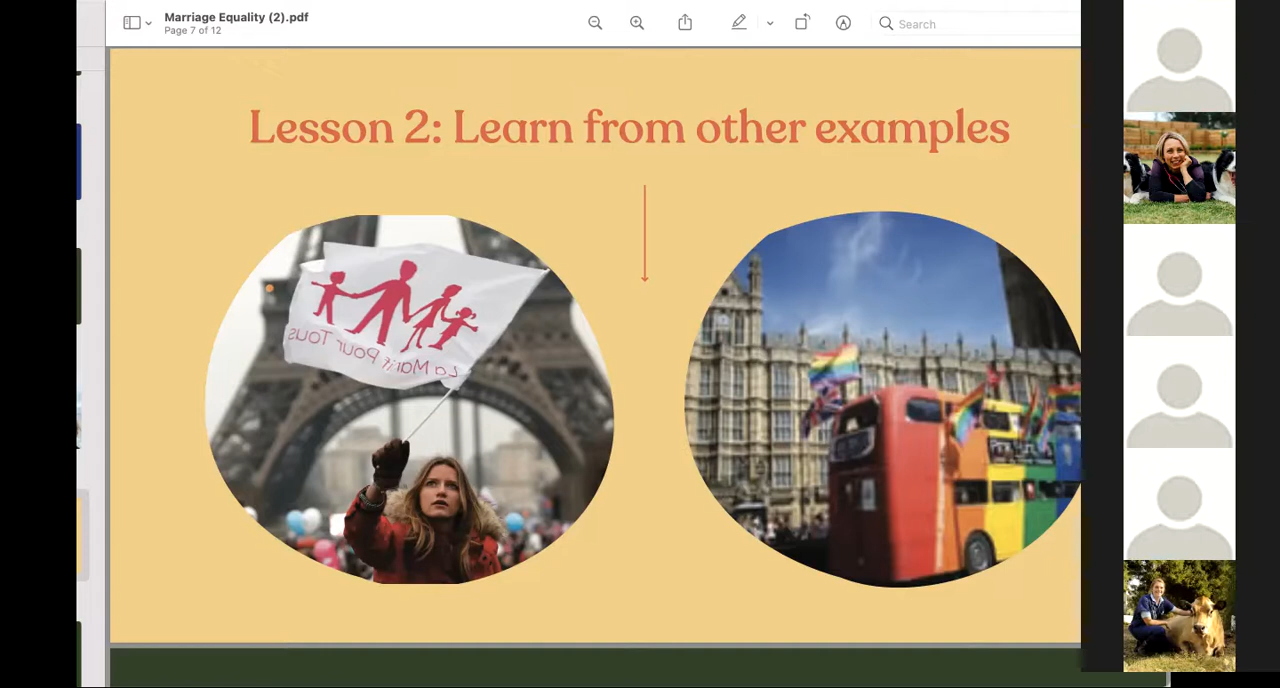 Marriage Equality (2).pdf
Page 7 of 12
Search
Lesson 2: Learn from other examples
La Manif Pour Tous